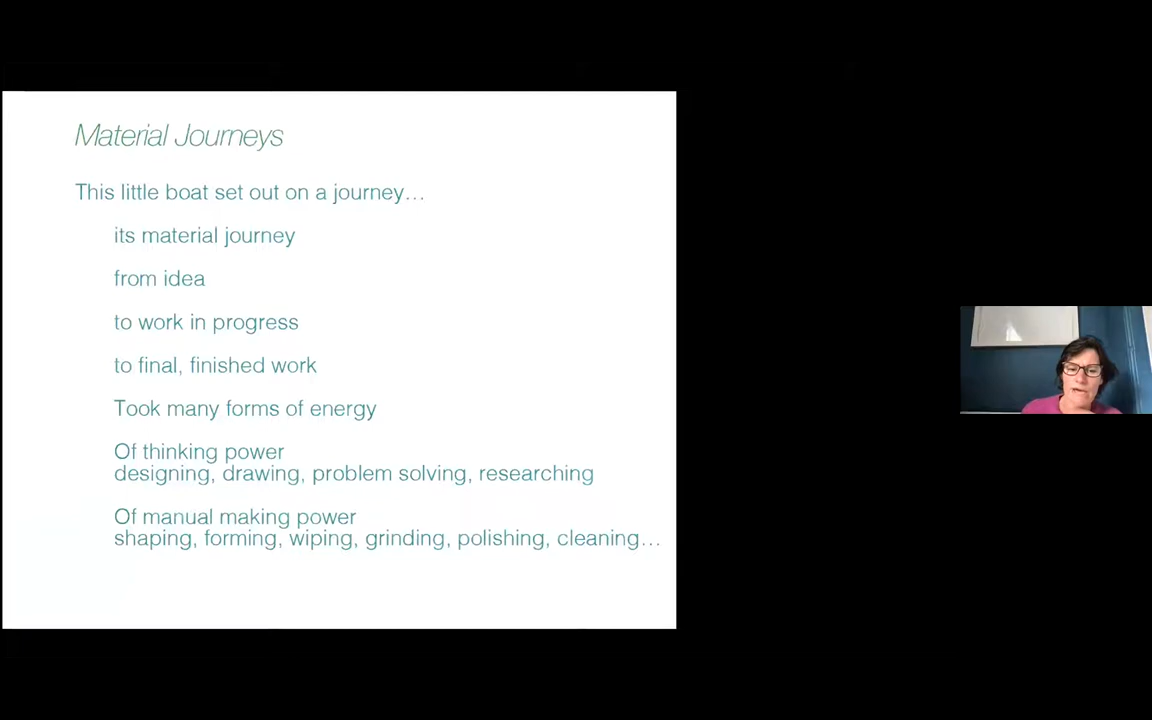 Material Journeys
This little boat set out on a journey…
its material journey
from idea
to work in progress
to final, finished work
Took many forms of energy
Of thinking power
designing, drawing, problem solving, researching
Of manual making power
shaping, forming, wiping, grinding, polishing, cleaning…